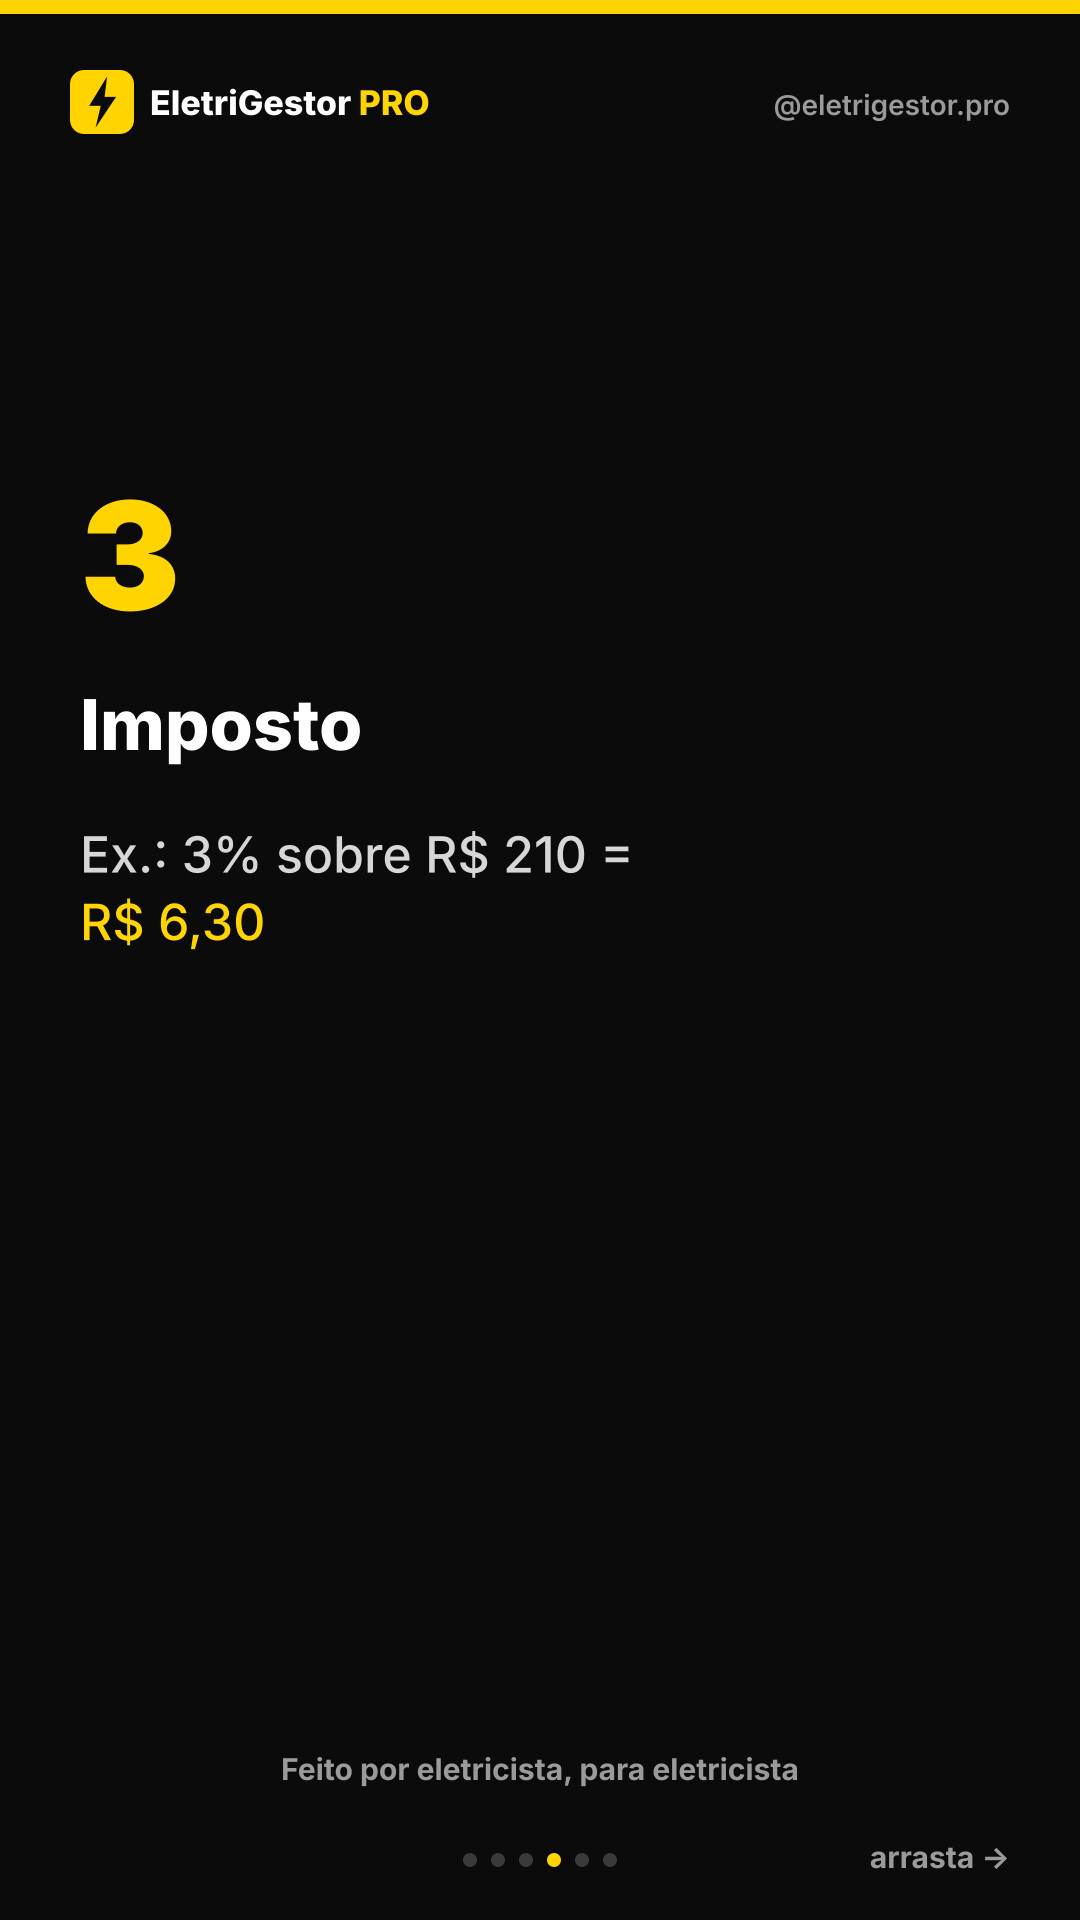 EletriGestor PRO
@eletrigestor.pro
3
Imposto
Ex.: 3% sobre R$ 210 =
R$ 6,30
Feito por eletricista, para eletricista
arrasta →